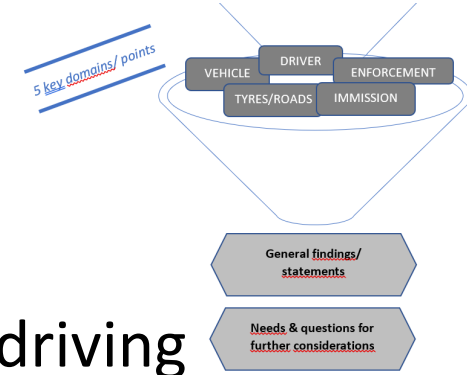 5 key domains/ points
DRIVER
VEHICLE
ENFORCEMENT
TYRES/ROADS
IMMISSION
General findings/
statements
driving
Needs & questions for
further considerations